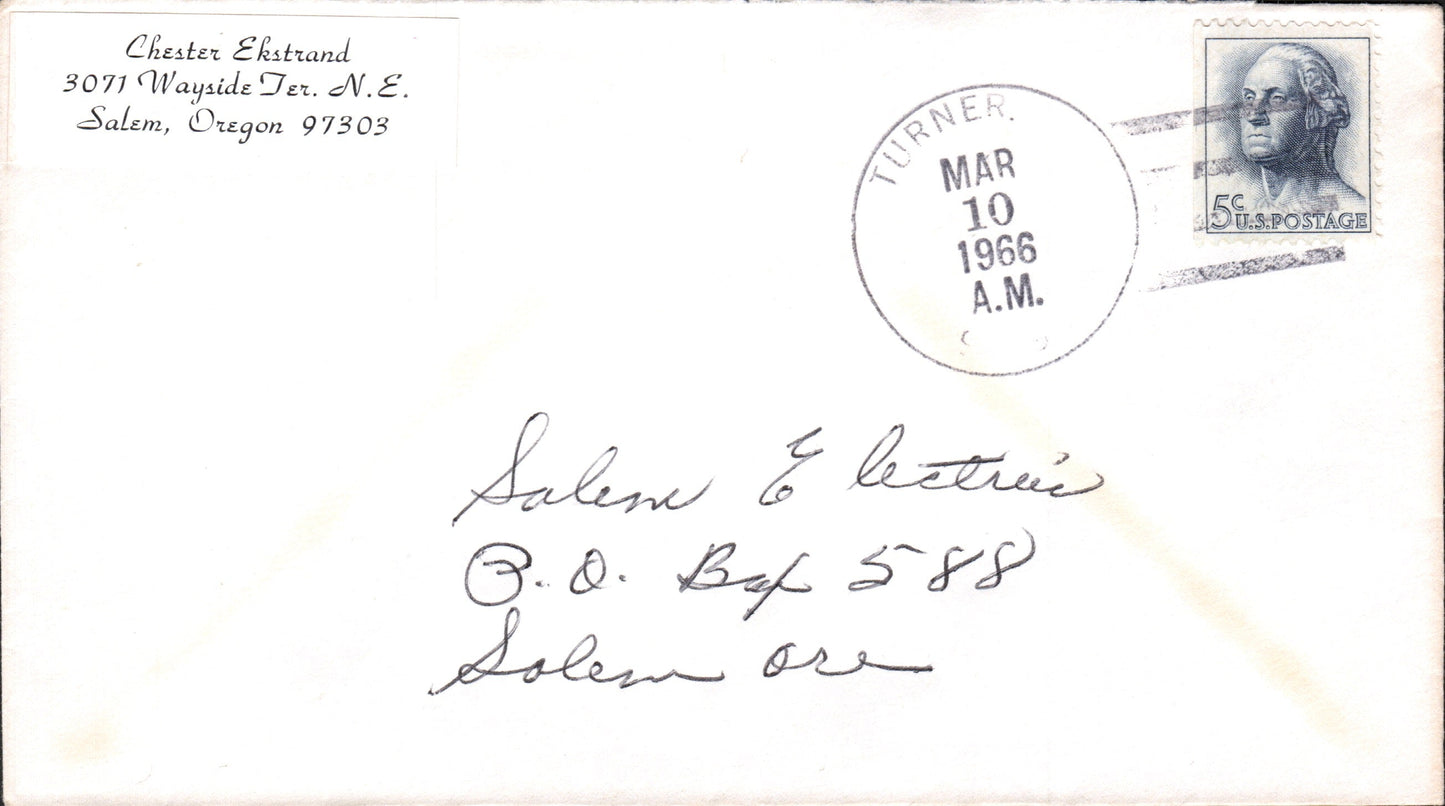 Chester Ekstrand
3071 Wayside Ter. N.E.
Salem, Oregon 97303
TURNER.
MAR
10
1966
A.M.
5c
U.S. POSTAGE
Salem Electric
P.O. Box 588
Salem Ore